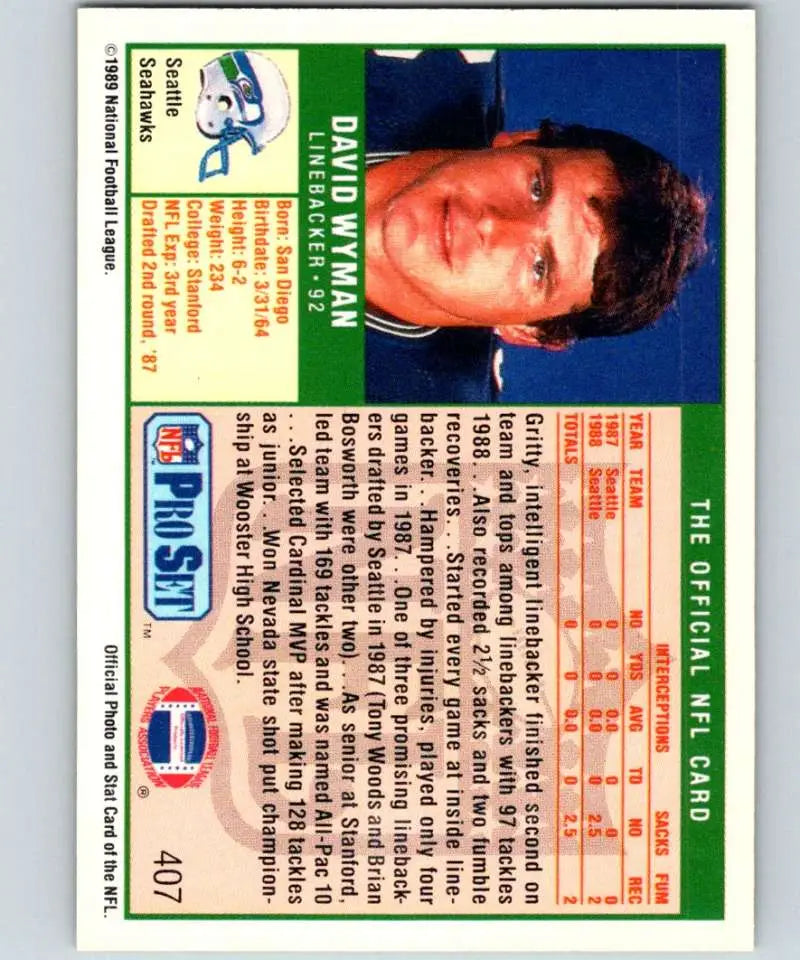 THE OFFICIAL NFL CARD
DAVID WYMAN
LINEBACKER • 92
Seattle
Seahawks
Born: San Diego
Birthdate: 3/31/64
Height: 6-2
Weight: 234
College: Stanford
NFL Exp: 3rd year
Drafted 2nd round, '87
INTERCEPTIONS SACKS FUM
YEAR TEAM NO YDS AVG TD NO REC
1987 Seattle 0 0 0.0 0 0 0
1988 Seattle 0 0 0.0 0 2.5 2
TOTALS 0 0 0.0 0 2.5 2
Gritty, intelligent linebacker finished second on
team and tops among linebackers with 97 tackles
1988. . .Also recorded 2½ sacks and two fumble
recoveries. . .Started every game at inside line-
backer. . .Hampered by injuries, played only four
games in 1987. . .One of three promising lineback-
ers drafted by Seattle in 1987 (Tony Woods and Brian
Bosworth were other two). . .As senior at Stanford,
led team with 169 tackles and was named All-Pac 10
. . .Selected Cardinal MVP after making 128 tackles
as junior. . .Won Nevada state shot put champion-
ship at Wooster High School.
NFL PRO SET ™
NATIONAL FOOTBALL LEAGUE
PLAYERS ASSOCIATION ®
407
©1989 National Football League.
Official Photo and Stat Card of the NFL.